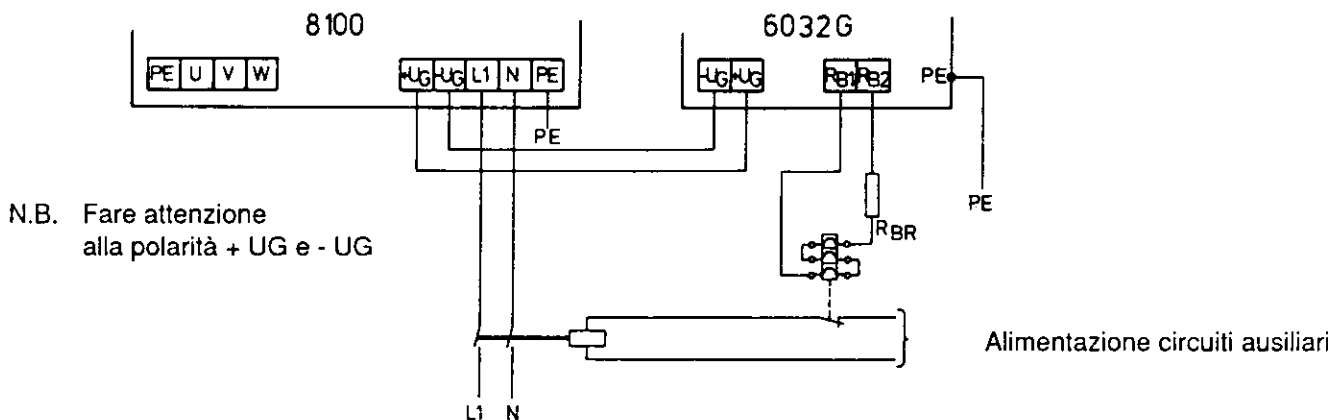 8100
6032G
PE U V W
+UG -UG L1 N PE
-UG +UG
RB1 RB2
PE
PE
PE
N.B. Fare attenzione
alla polarità + UG e - UG
RBR
Alimentazione circuiti ausiliari
L1 N